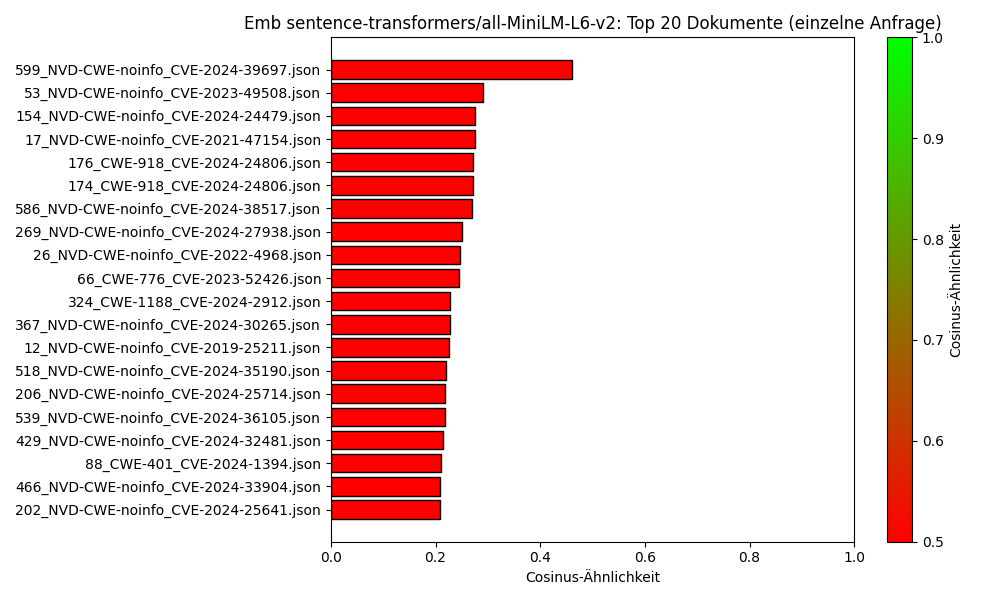 Emb sentence-transformers/all-MiniLM-L6-v2: Top 20 Dokumente (einzelne Anfrage)
599_NVD-CWE-noinfo_CVE-2024-39697.json
53_NVD-CWE-noinfo_CVE-2023-49508.json
154_NVD-CWE-noinfo_CVE-2024-24479.json
17_NVD-CWE-noinfo_CVE-2021-47154.json
176_CWE-918_CVE-2024-24806.json
174_CWE-918_CVE-2024-24806.json
586_NVD-CWE-noinfo_CVE-2024-38517.json
269_NVD-CWE-noinfo_CVE-2024-27938.json
26_NVD-CWE-noinfo_CVE-2022-4968.json
66_CWE-776_CVE-2023-52426.json
324_CWE-1188_CVE-2024-2912.json
367_NVD-CWE-noinfo_CVE-2024-30265.json
12_NVD-CWE-noinfo_CVE-2019-25211.json
518_NVD-CWE-noinfo_CVE-2024-35190.json
206_NVD-CWE-noinfo_CVE-2024-25714.json
539_NVD-CWE-noinfo_CVE-2024-36105.json
429_NVD-CWE-noinfo_CVE-2024-32481.json
88_CWE-401_CVE-2024-1394.json
466_NVD-CWE-noinfo_CVE-2024-33904.json
202_NVD-CWE-noinfo_CVE-2024-25641.json
0.0 0.2 0.4 0.6 0.8 1.0
Cosinus-Ähnlichkeit
1.0
0.9
0.8
0.7
0.6
0.5
Cosinus-Ähnlichkeit